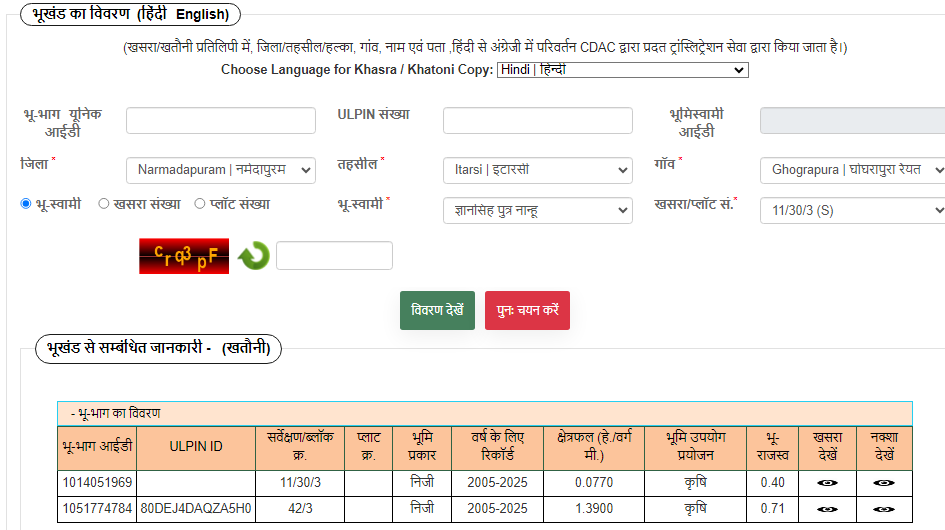 भूखंड का विवरण (हिंदी English)
(खसरा/खतौनी प्रतिलिपी में, जिला/तहसील/हल्का, गांव, नाम एवं पता ,हिंदी से अंग्रेजी में परिवर्तन CDAC द्वारा प्रदत ट्रांस्लिट्रेशन सेवा द्वारा किया जाता है।)
Choose Language for Khasra / Khatoni Copy: Hindi | हिन्दी
भू-भाग यूनिक आईडी ULPIN संख्या भूमिस्वामी आईडी
जिला * Narmadapuram | नर्मदापुरम तहसील * Itarsi | इटारसी गाँव * Ghograpura | घोघरापुरा रैयत
भू-स्वामी खसरा संख्या प्लॉट संख्या भू-स्वामी * ज्ञानसिह पुत्र नान्हू खसरा/प्लॉट सं.* 11/30/3 (S)
crq3pF
विवरण देखें पुनः चयन करें
भूखंड से सम्बंधित जानकारी - (खतौनी)
- भू-भाग का विवरण
भू-भाग आईडी ULPIN ID सर्वेक्षण/ब्लॉक क्र. प्लाट क्र. भूमि प्रकार वर्ष के लिए रिकॉर्ड क्षेत्रफल (हे./वर्ग मी.) भूमि उपयोग प्रयोजन भू-राजस्व खसरा देखें नक्शा देखें
1014051969 11/30/3 निजी 2005-2025 0.0770 कृषि 0.40
1051774784 80DEJ4DAQZA5H0 42/3 निजी 2005-2025 1.3900 कृषि 0.71